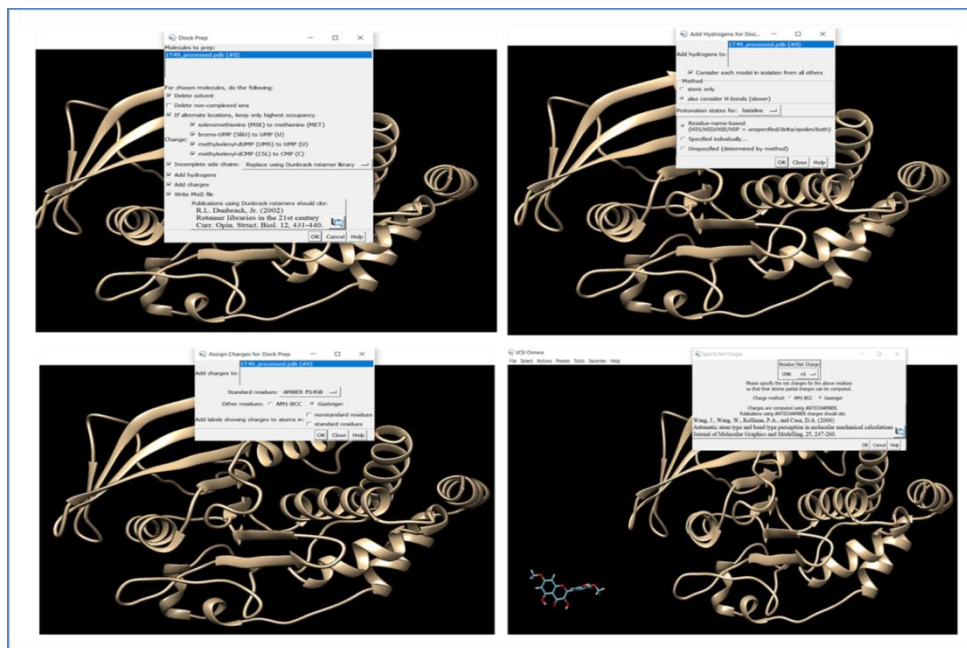 Dock Prep
Molecules to prep:
1T49_processed.pdb (#0)
For chosen molecules, do the following:
Delete solvent
Delete non-complexed ions
If alternate locations, keep only highest occupancy
Change:
selenomethionine (MSE) to methionine (MET)
bromo-UMP (5BU) to UMP (U)
methylselenyl-dUMP (UMS) to UMP (U)
methylselenyl-dCMP (CSL) to CMP (C)
Incomplete side chains: Replace using Dunbrack rotamer library
Add hydrogens
Add charges
Write Mol2 file
Publications using Dunbrack rotamers should cite:
R.L. Dunbrack, Jr. (2002)
Rotamer libraries in the 21st century
Curr. Opin. Struct. Biol. 12, 431-440.
OK Cancel Help
Add Hydrogens for Doc...
1T49_processed.pdb (#0)
Add hydrogens to:
Consider each model in isolation from all others
Method
steric only
also consider H-bonds (slower)
Protonation states for: histidine
Residue-name-based
(HIS/HID/HIE/HIP = unspecified/delta/epsilon/both)
Specified individually...
Unspecified (determined by method)
OK Close Help
Assign Charges for Dock Prep
1T49_processed.pdb (#0)
Add charges to:
Standard residues: AMBER ff14SB
Other residues: AM1-BCC Gasteiger
Add labels showing charges to atoms in:
nonstandard residues
standard residues
OK Close Help
UCSF Chimera
File Select Actions Presets Tools Favorites Help
Specify Net Charges
Residue Net Charge
UNK +0
Please specify the net charges for the above residues
so that their atomic partial charges can be computed.
Charge method: AM1-BCC Gasteiger
Charges are computed using ANTECHAMBER.
Publications using ANTECHAMBER charges should cite:
Wang, J., Wang, W., Kollman, P.A., and Case, D.A. (2006)
Automatic atom type and bond type perception in molecular mechanical calculations
Journal of Molecular Graphics and Modelling, 25, 247-260.
OK Cancel Help